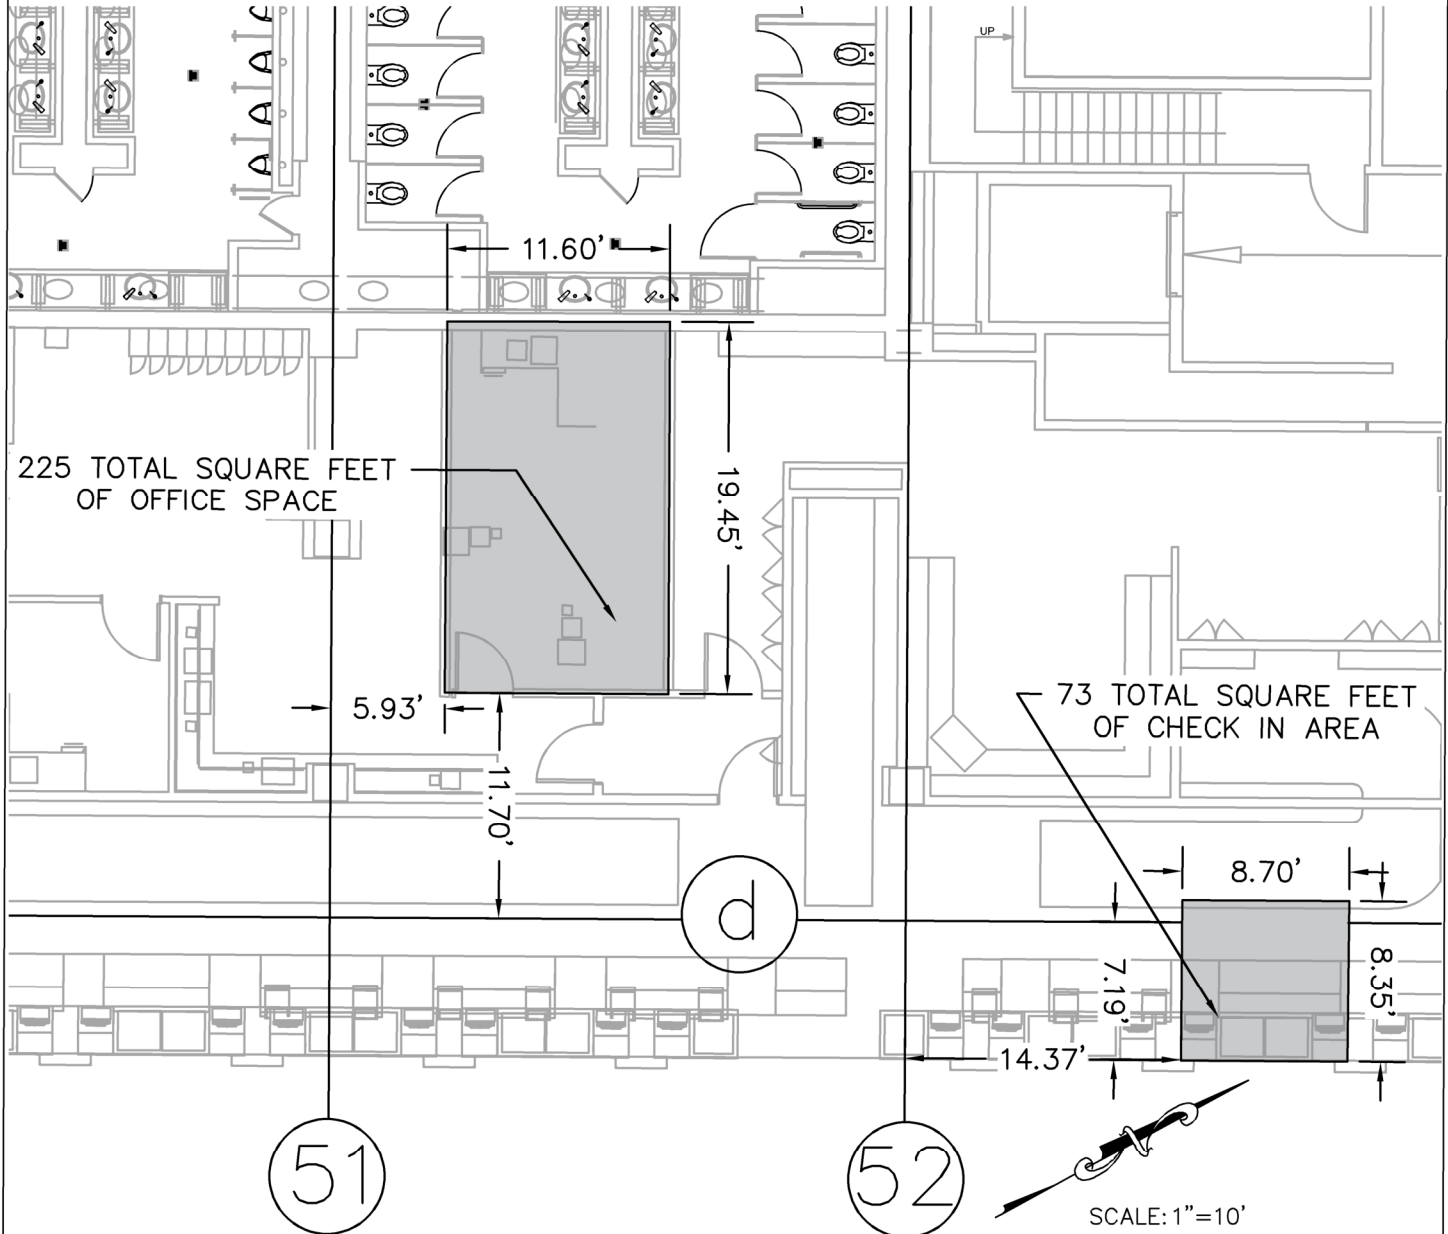 UP
11.60'
225 TOTAL SQUARE FEET
OF OFFICE SPACE
19.45'
5.93'
11.70'
73 TOTAL SQUARE FEET
OF CHECK IN AREA
8.70'
d
7.19'
8.35'
14.37'
51
52
N
SCALE: 1"=10'